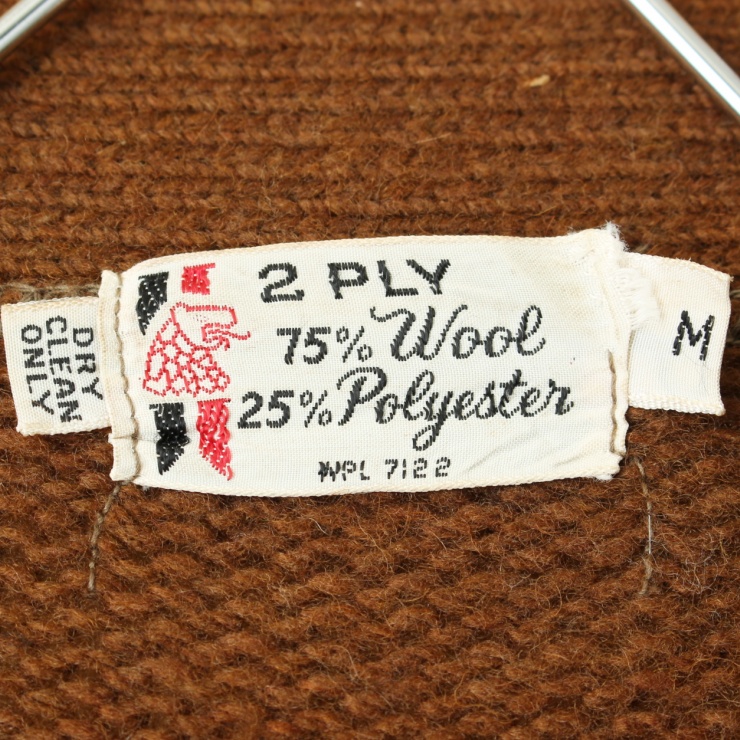 2 PLY
75% Wool
25% Polyester
WPL 7122
DRY
CLEAN
ONLY
M